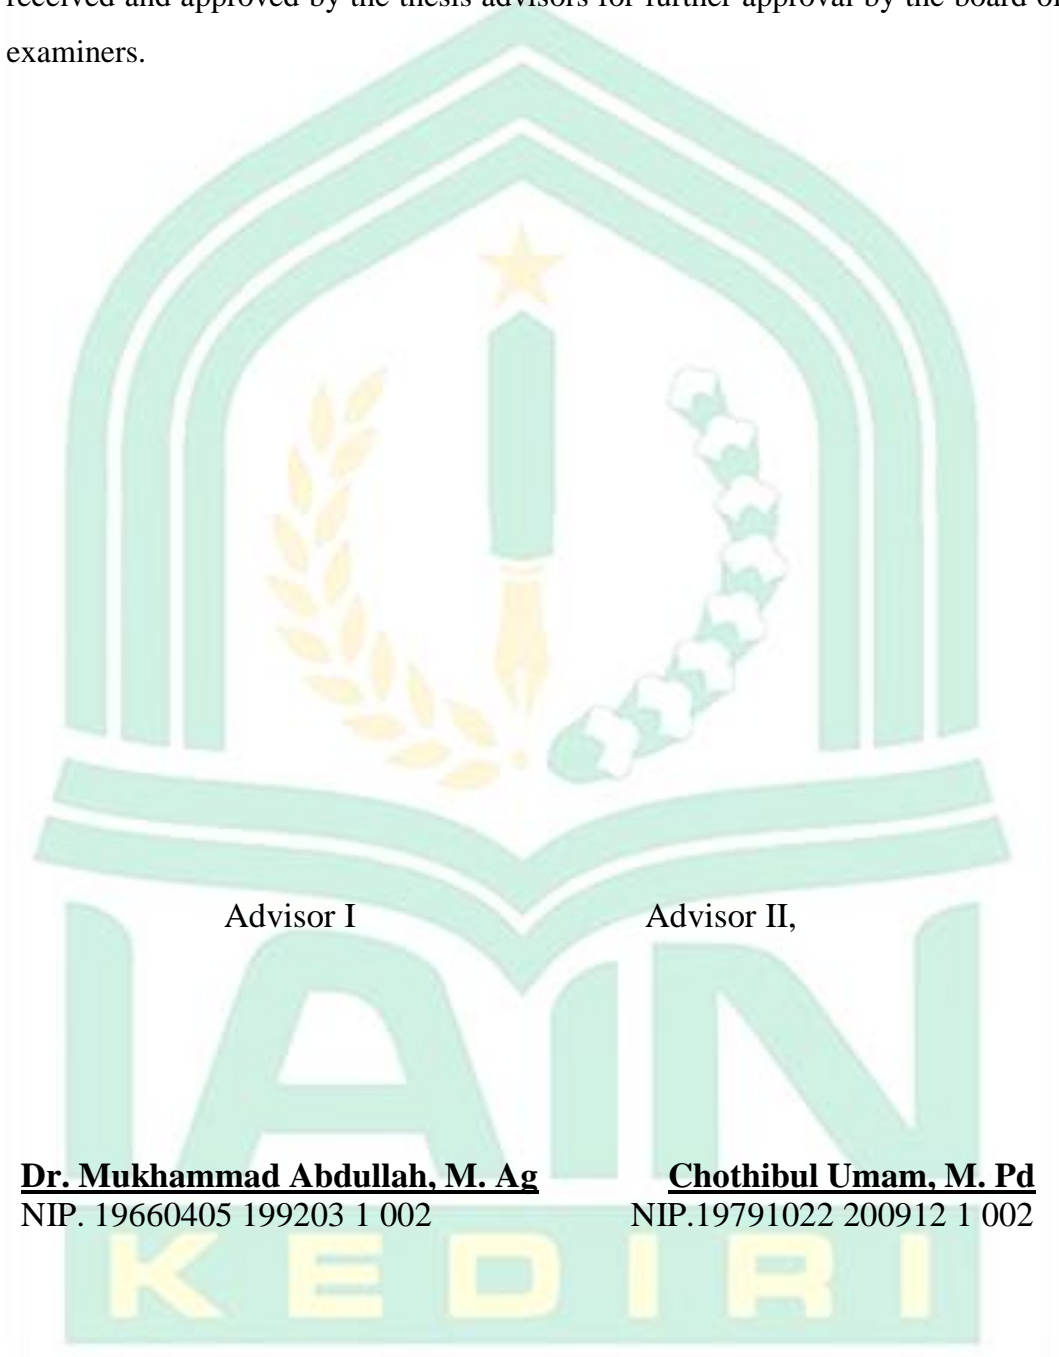 received and approved by the thesis advisors for further approval by the board of
examiners.
Advisor I Advisor II,
IAIN
Dr. Mukhammad Abdullah, M. Ag Chothibul Umam, M. Pd
NIP. 19660405 199203 1 002 NIP.19791022 200912 1 002
KEDIRI